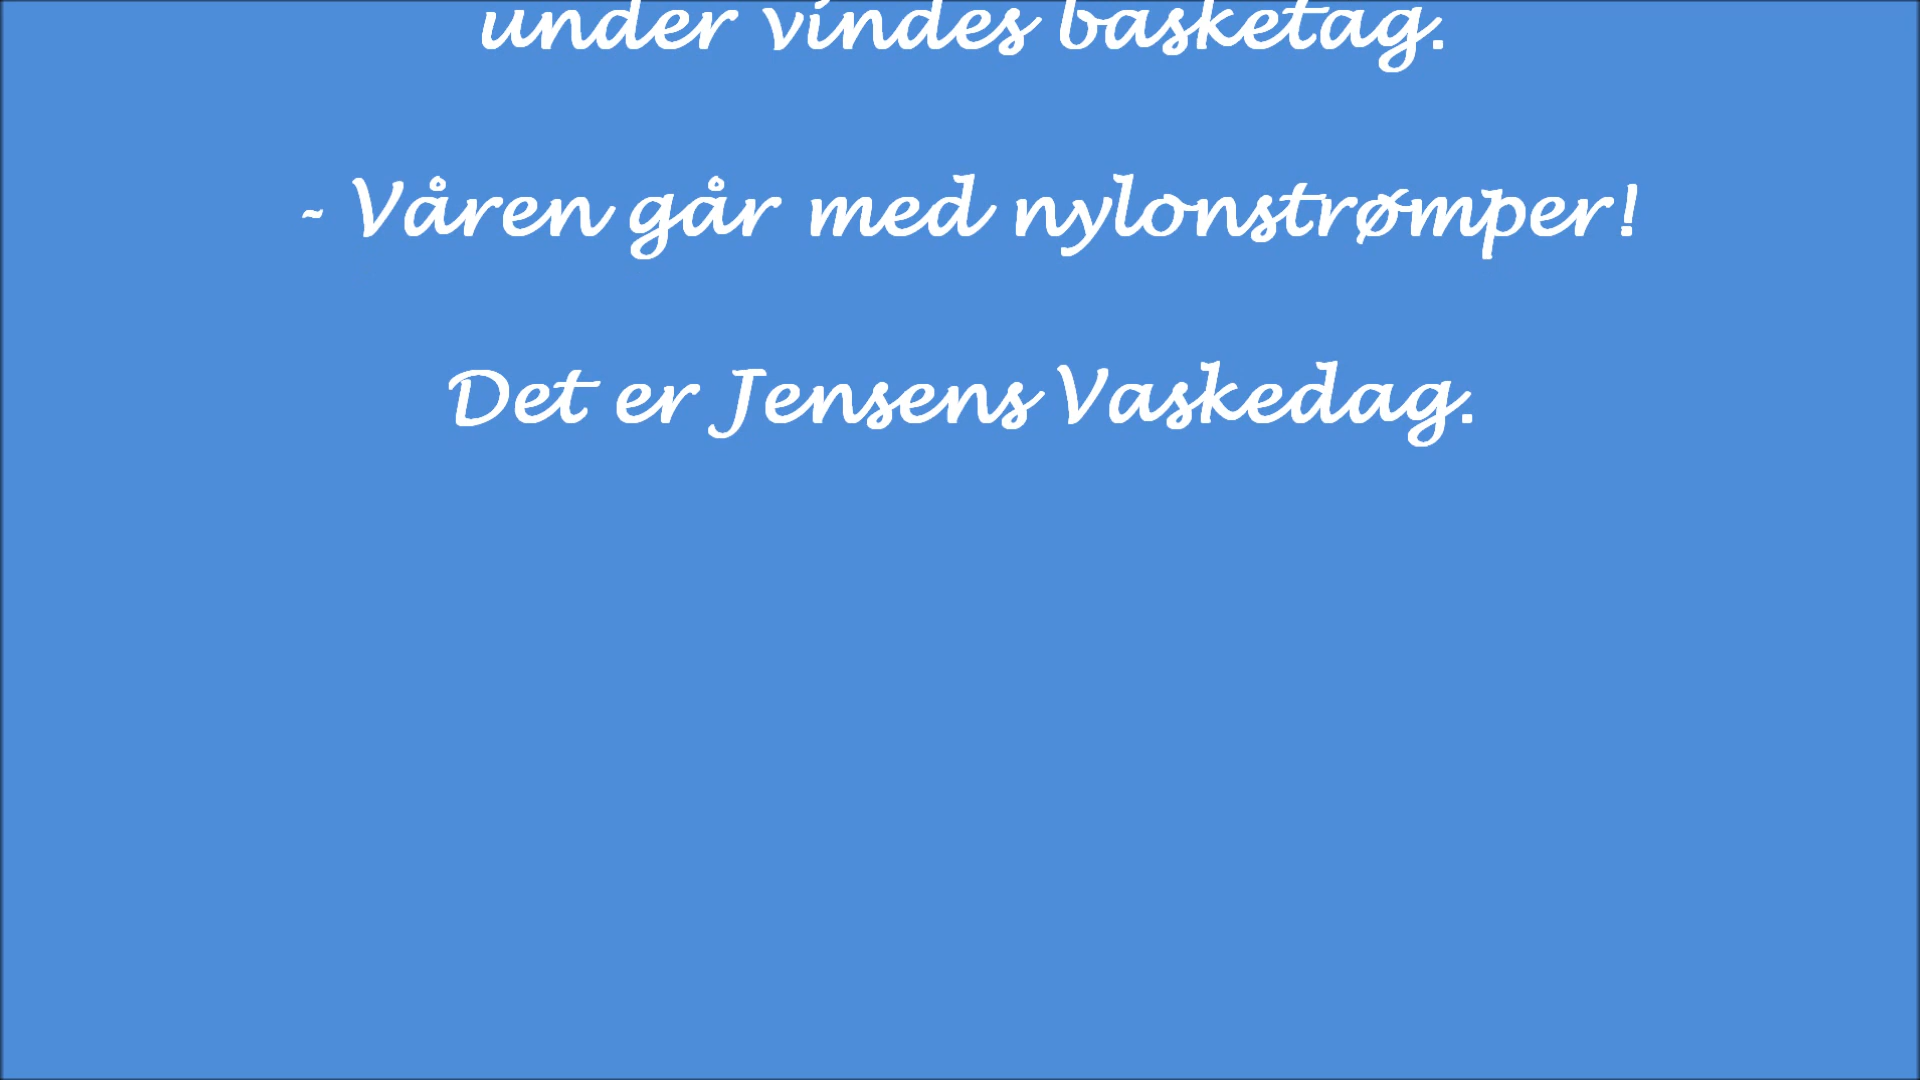 under vindes basketag.
- Våren går med nylonstrømper!
Det er Jensens Vaskedag.